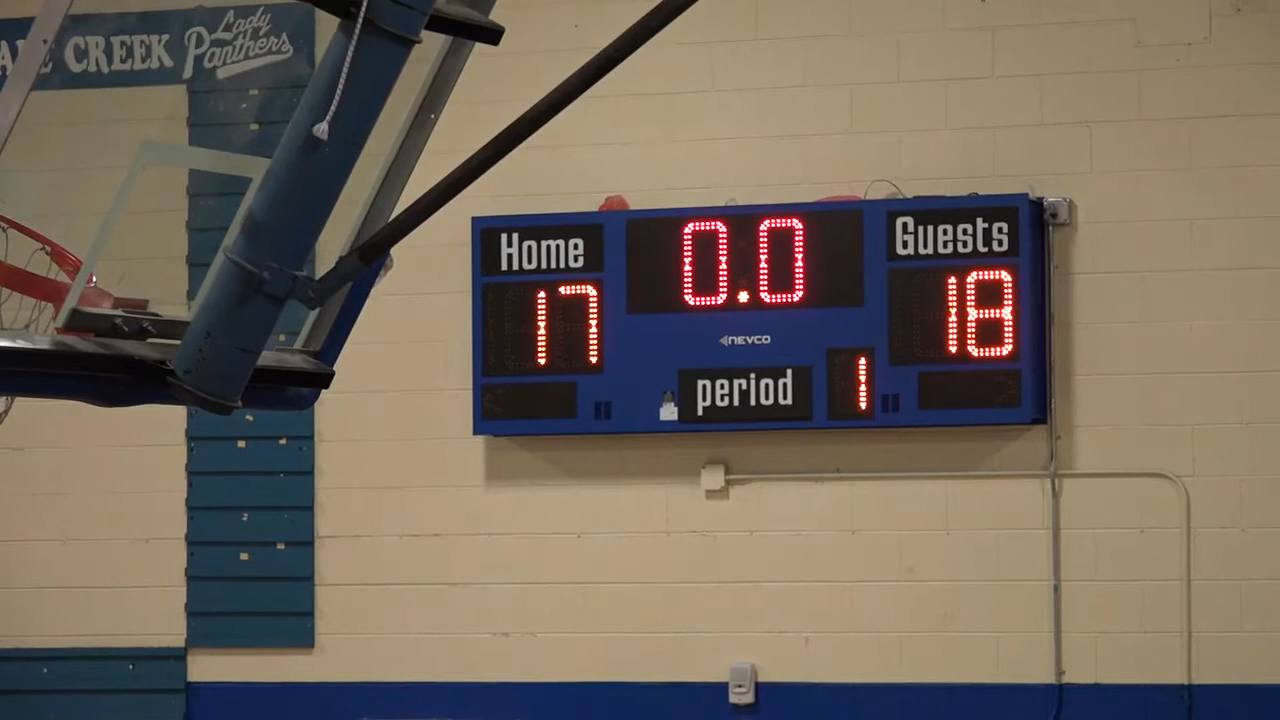 CREEK
Lady
Panthers
Home
0.0
Guests
17
18
NEVCO
period
1